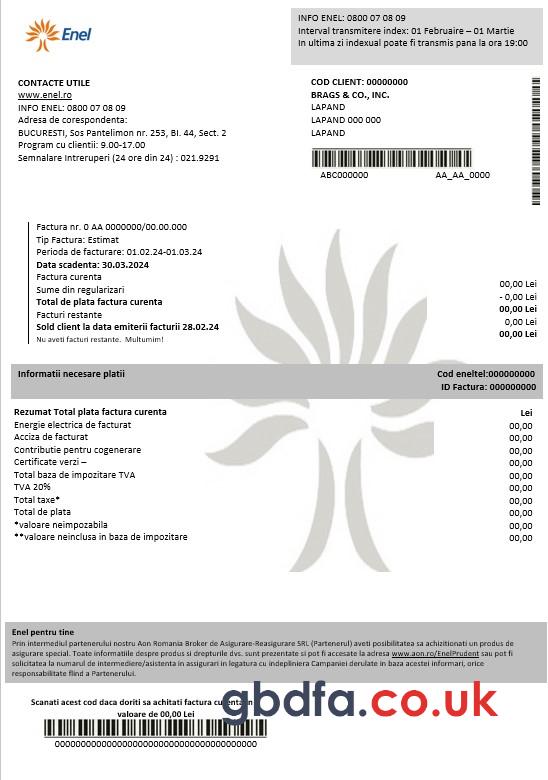 Enel
INFO ENEL: 0800 07 08 09
Interval transmitere index: 01 Februaire – 01 Martie
In ultima zi indexual poate fi transmis pana la ora 19:00
CONTACTE UTILE
www.enel.ro
INFO ENEL: 0800 07 08 09
Adresa de corespondenta:
BUCURESTI, Sos Pantelimon nr. 253, BI. 44, Sect. 2
Program cu clientii: 9.00-17.00
Semnalare Intreruperi (24 ore din 24) : 021.9291
COD CLIENT: 00000000
BRAGS & CO., INC.
LAPAND
LAPAND 000 000
LAPAND
ABC000000 AA_AA_0000
Factura nr. 0 AA 0000000/00.00.000
Tip Factura: Estimat
Perioda de facturare: 01.02.24-01.03.24
Data scadenta: 30.03.2024
Factura curenta 00,00 Lei
Sume din regularizari - 0,00 Lei
Total de plata factura curenta 00,00 Lei
Facturi restante 0,00 Lei
Sold client la data emiterii facturii 28.02.24 00,00 Lei
Nu aveti facturi restante. Multumim!
Informatii necesare platii Cod eneltel:000000000
ID Factura: 000000000
Rezumat Total plata factura curenta Lei
Energie electrica de facturat 00,00
Acciza de facturat 00,00
Contributie pentru cogenerare 00,00
Certificate verzi – 00,00
Total baza de impozitare TVA 00,00
TVA 20% 00,00
Total taxe* 00,00
Total de plata 00,00
*valoare neimpozabila 00,00
**valoare neinclusa in baza de impozitare 00,00
Enel pentru tine
Prin intermediul partenerului nostru Aon Romania Broker de Asigurare-Reasigurare SRL (Partenerul) aveti posibilitatea sa achizitionati un produs de
asigurare special. Toate informatiile despre produs si drepturile dvs. sunt prezentate si pot fi accesate la adresa www.aon.ro/EnelPrudent sau pot fi
solicitatea la numarul de intermediere/asistenta in asigurari in legatura cu indepliniera Campaniei derulate in baza acestei informari, orice
responsabilitate fiind a Partenerului.
Scanati acest cod daca doriti sa achitati factura curenta in
valoare de 00,00 Lei
gbdfa.co.uk